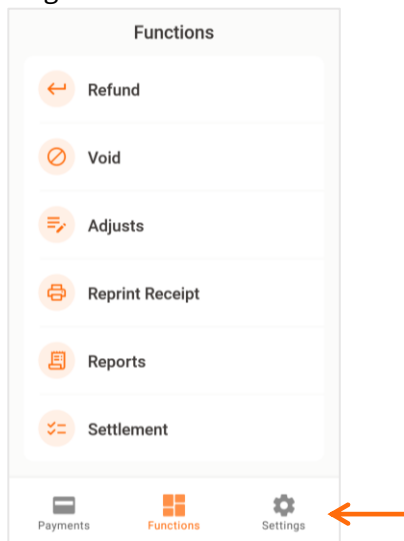 Functions
Refund
Void
Adjusts
Reprint Receipt
Reports
Settlement
Payments
Functions
Settings